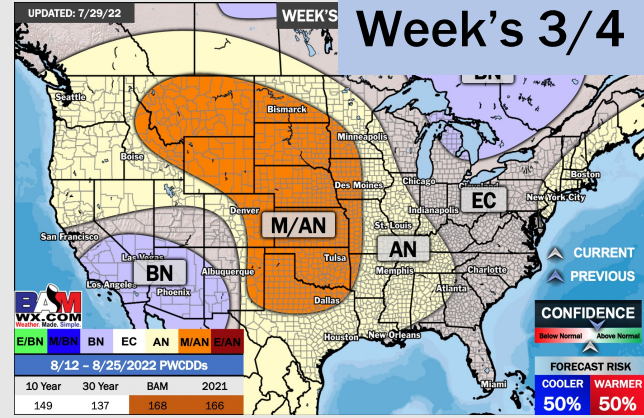 UPDATED: 7/29/22
WEEK'S
Week's 3/4
BN
Seattle
Bismarck
Minneapolis
Boise
Boston
Des Moines
Chicago
Cleveland
New York City
Indianapolis
EC
Denver
M/AN
St. Louis
San Francisco
AN
CURRENT
Las Vegas
BN
Albuquerque
Tulsa
Memphis
Charlotte
PREVIOUS
Los Angeles
Phoenix
Atlanta
BAM
WX.COM
Weather. Made. Simple.
Dallas
CONFIDENCE
Below Normal
Above Normal
Houston
New Orleans
E/BN M/BN BN EC AN M/AN E/AN
8/12 – 8/25/2022 PWCDDs
FORECAST RISK
10 Year 30 Year BAM 2021
Miami
COOLER WARMER
149 137 168 166
50% 50%